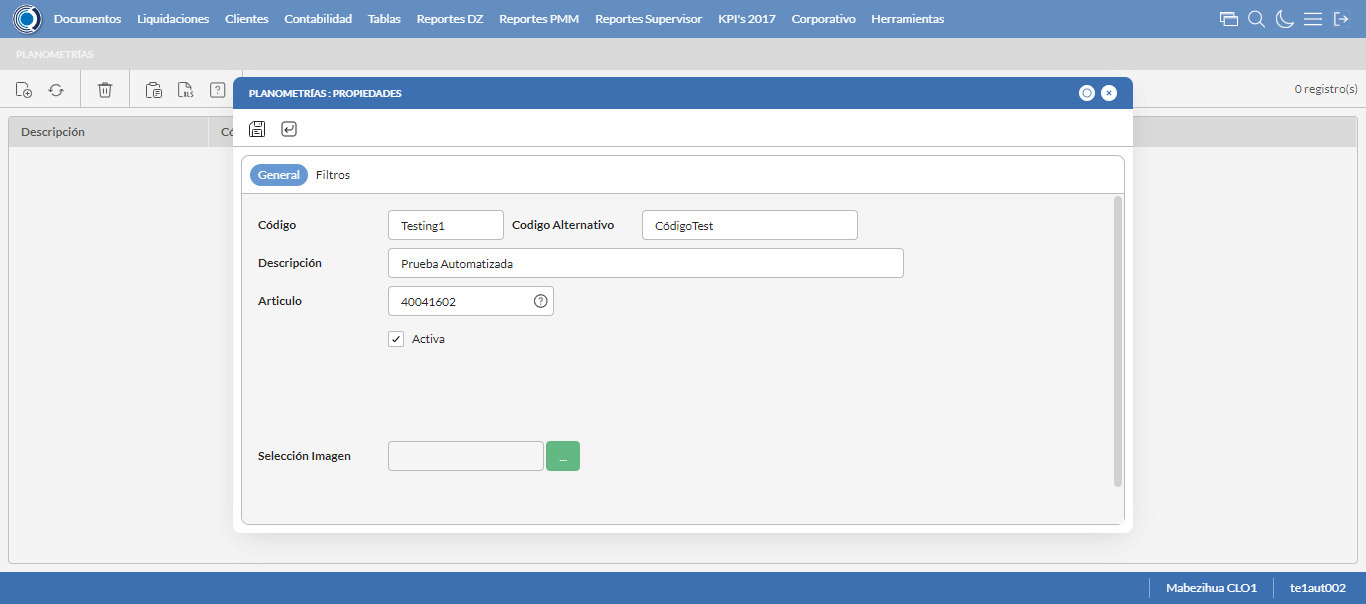 Documentos Liquidaciones Clientes Contabilidad Tablas Reportes DZ Reportes PMM Reportes Supervisor KPI's 2017 Corporativo Herramientas
PLANOMETRÍAS
XLS ? 0 registro(s)
PLANOMETRÍAS : PROPIEDADES
Descripción Có
General Filtros
Código Testing1 Codigo Alternativo CódigoTest
Descripción Prueba Automatizada
Articulo 40041602 ?
Activa
Selección Imagen ...
Mabezihua CLO1 te1aut002